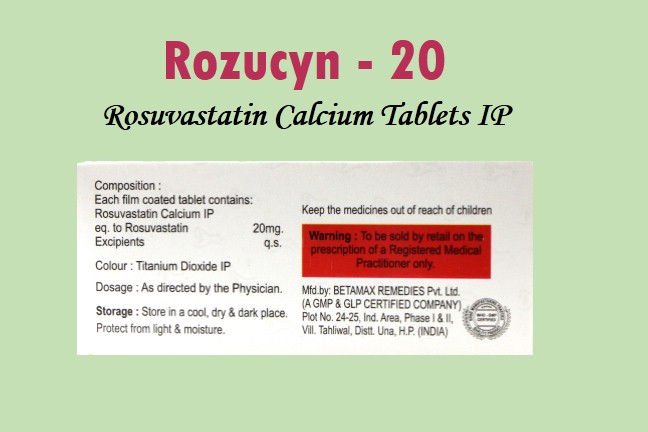 Rozucyn - 20
Rosuvastatin Calcium Tablets IP
Composition :
Each film coated tablet contains:
Rosuvastatin Calcium IP
eq. to Rosuvastatin 20mg.
Excipients q.s.
Colour : Titanium Dioxide IP
Dosage : As directed by the Physician.
Storage : Store in a cool, dry & dark place.
Protect from light & moisture.
Keep the medicines out of reach of children
Warning : To be sold by retail on the
prescription of a Registered Medical
Practitioner only.
Mfd.by: BETAMAX REMEDIES Pvt. Ltd.
(A GMP & GLP CERTIFIED COMPANY)
Plot No. 24-25, Ind. Area, Phase I & II,
Vill. Tahliwal, Distt. Una, H.P. (INDIA)
WHO - GMP
CERTIFIED